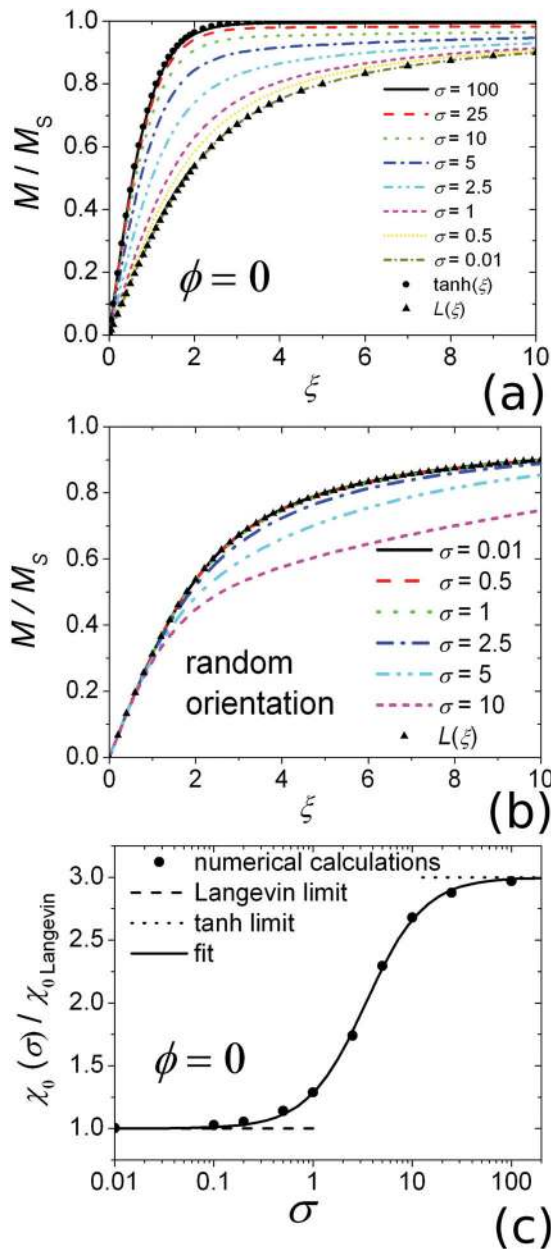 1.0
0.8
0.6
0.4
0.2
0.0
M / M_S
σ = 100
σ = 25
σ = 10
σ = 5
σ = 2.5
σ = 1
σ = 0.5
σ = 0.01
tanh(ξ)
L(ξ)
ϕ = 0
0 2 4 6 8 10
ξ
(a)
1.0
0.8
0.6
0.4
0.2
0.0
M / M_S
σ = 0.01
σ = 0.5
σ = 1
σ = 2.5
σ = 5
σ = 10
L(ξ)
random
orientation
0 2 4 6 8 10
ξ
(b)
numerical calculations
Langevin limit
tanh limit
fit
3.0
2.5
2.0
1.5
1.0
χ₀ (σ) / χ₀ Langevin
ϕ = 0
0.01 0.1 1 10 100
σ
(c)